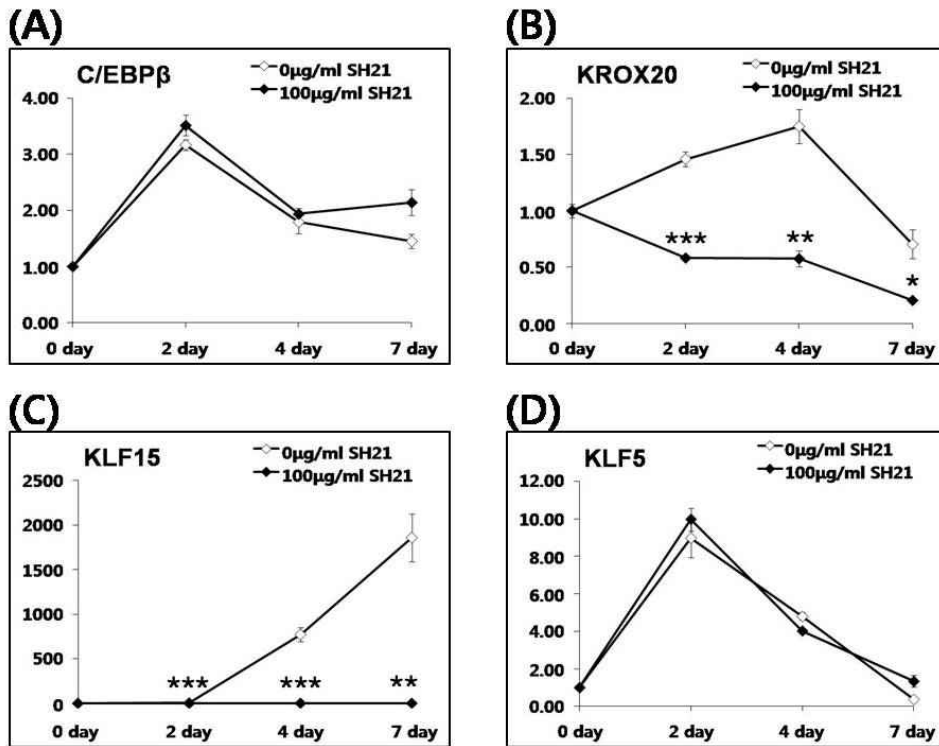 (A)
C/EBPβ
0µg/ml SH21
100µg/ml SH21
4.00
3.00
2.00
1.00
0.00
0 day 2 day 4 day 7 day
(B)
KROX20
0µg/ml SH21
100µg/ml SH21
2.00
1.50
1.00
0.50
0.00
*** ** *
0 day 2 day 4 day 7 day
(C)
KLF15
0µg/ml SH21
100µg/ml SH21
2500
2000
1500
1000
500
0
*** *** **
0 day 2 day 4 day 7 day
(D)
KLF5
0µg/ml SH21
100µg/ml SH21
12.00
10.00
8.00
6.00
4.00
2.00
0.00
0 day 2 day 4 day 7 day